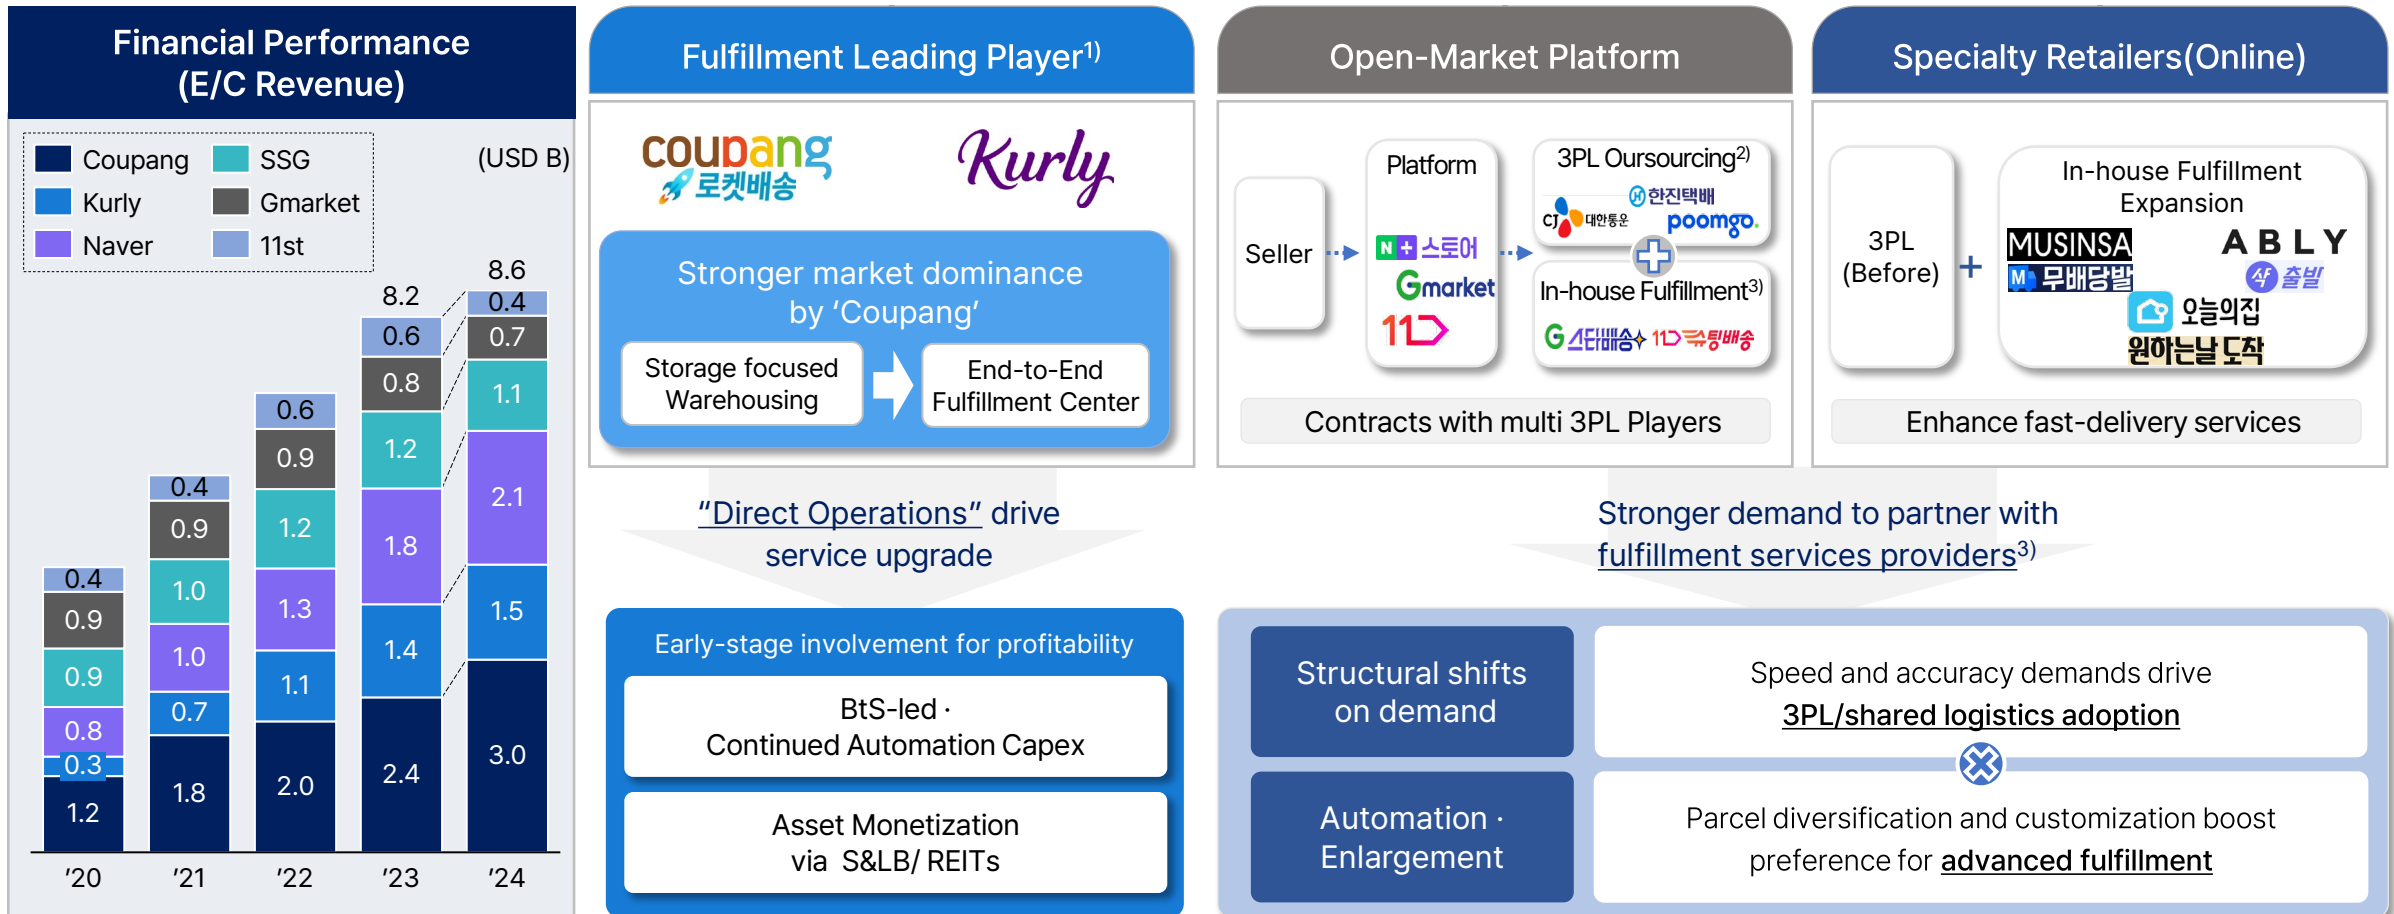 Financial Performance
(E/C Revenue)
Coupang
SSG
(USD B)
Kurly
Gmarket
Naver
11st
8.2
8.6
0.4
0.9
0.9
0.8
0.3
1.2
0.4
0.9
1.0
1.0
0.7
1.8
0.6
0.9
1.2
1.3
1.1
2.0
0.6
0.8
1.2
1.8
1.4
2.4
0.4
0.7
1.1
2.1
1.5
3.0
’20
’21
’22
’23
’24
Fulfillment Leading Player1)
coupang
로켓배송
Kurly
Stronger market dominance
by ‘Coupang’
Storage focused
Warehousing
End-to-End
Fulfillment Center
“Direct Operations” drive
service upgrade
Early-stage involvement for profitability
BtS-led ·
Continued Automation Capex
Asset Monetization
via S&LB/ REITs
Open-Market Platform
Seller
Platform
N+ 스토어
Gmarket
11D
3PL Oursourcing2)
H 한진택배
CJ 대한통운
poomgo.
In-house Fulfillment3)
G 스타배송 11D 슈팅배송
Contracts with multi 3PL Players
Specialty Retailers(Online)
3PL
(Before)
+
In-house Fulfillment
Expansion
MUSINSA
M 무배당발
ABLY
샥 출발
오늘의집
원하는날 도착
Enhance fast-delivery services
Stronger demand to partner with
fulfillment services providers3)
Structural shifts
on demand
Speed and accuracy demands drive
3PL/shared logistics adoption
Automation ·
Enlargement
Parcel diversification and customization boost
preference for advanced fulfillment